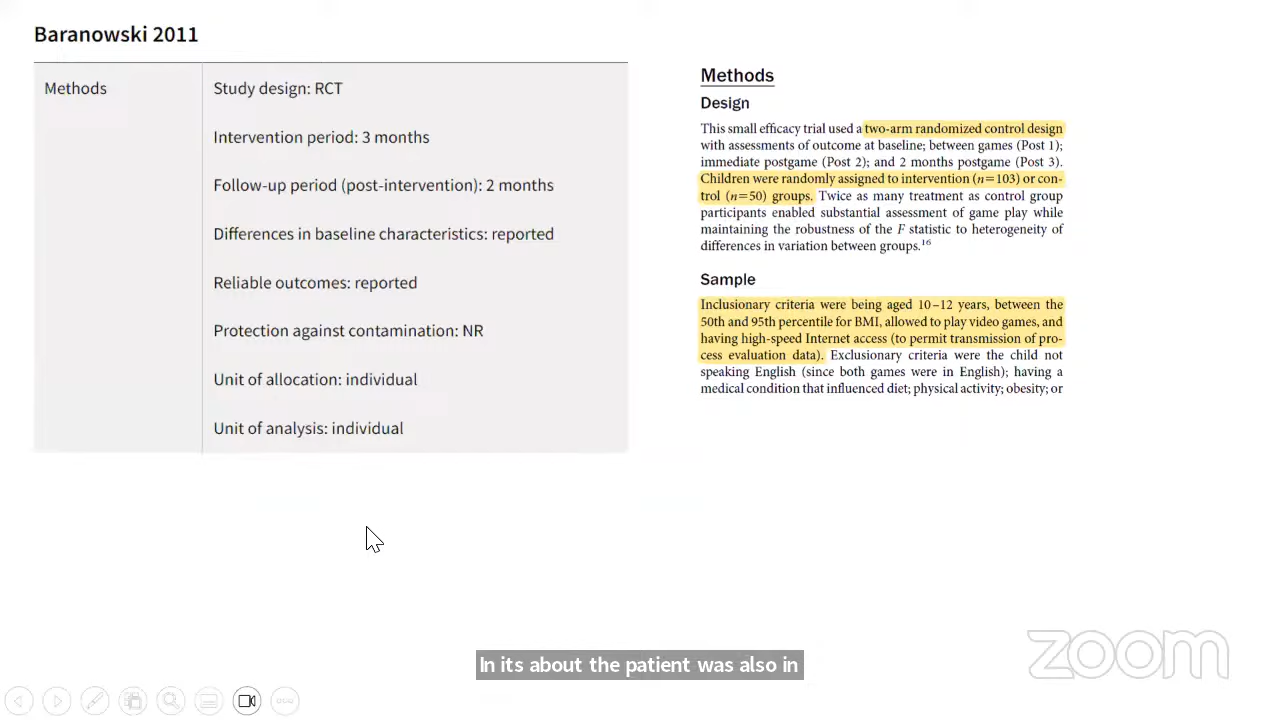 Baranowski 2011
Methods
Study design: RCT
Intervention period: 3 months
Follow-up period (post-intervention): 2 months
Differences in baseline characteristics: reported
Reliable outcomes: reported
Protection against contamination: NR
Unit of allocation: individual
Unit of analysis: individual
Methods
Design
This small efficacy trial used a two-arm randomized control design
with assessments of outcome at baseline; between games (Post 1);
immediate postgame (Post 2); and 2 months postgame (Post 3).
Children were randomly assigned to intervention (n=103) or con-
trol (n=50) groups. Twice as many treatment as control group
participants enabled substantial assessment of game play while
maintaining the robustness of the F statistic to heterogeneity of
differences in variation between groups.16
Sample
Inclusionary criteria were being aged 10–12 years, between the
50th and 95th percentile for BMI, allowed to play video games, and
having high-speed Internet access (to permit transmission of pro-
cess evaluation data). Exclusionary criteria were the child not
speaking English (since both games were in English); having a
medical condition that influenced diet; physical activity; obesity; or
In its about the patient was also in
zoom